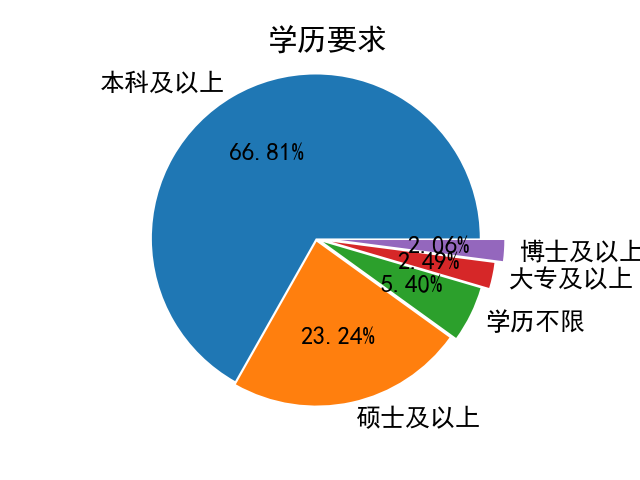 学历要求
本科及以上
66.81%
2.06%
博士及以上
2.49%
大专及以上
5.40%
学历不限
23.24%
硕士及以上